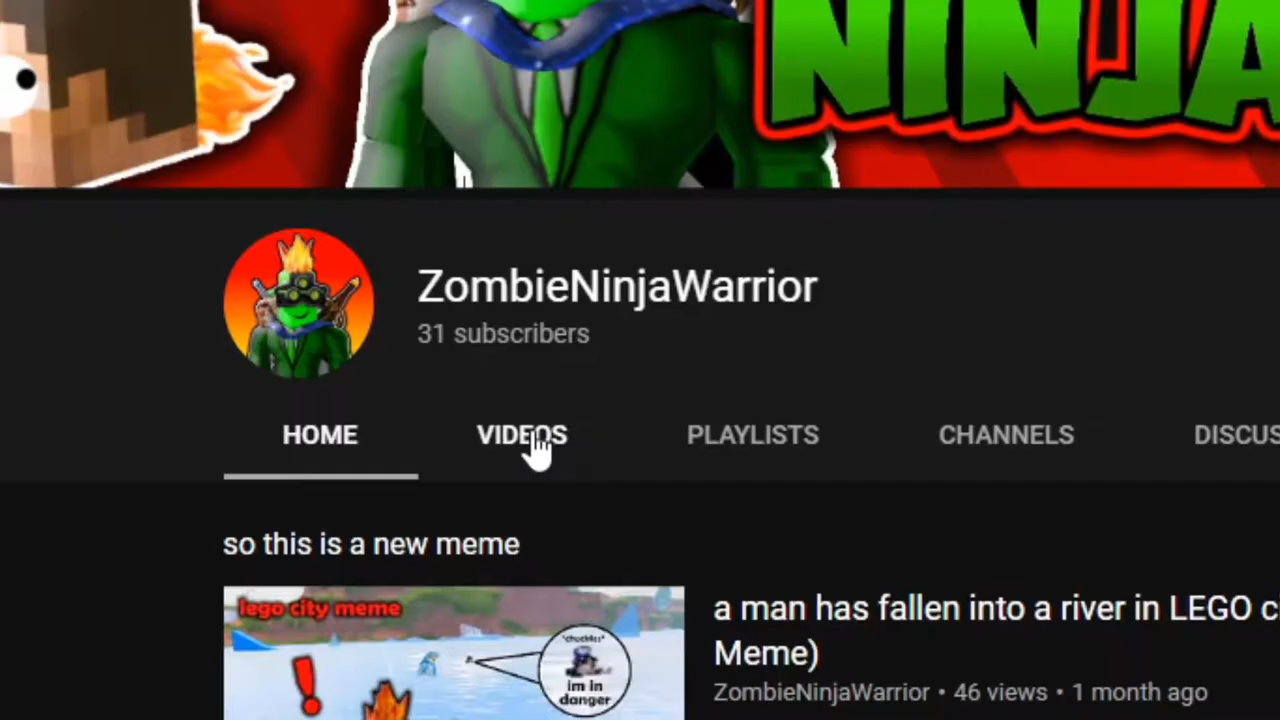 NINJA
ZombieNinjaWarrior
31 subscribers
HOME VIDEOS PLAYLISTS CHANNELS DISCUS
so this is a new meme
lego city meme
!
*chuckles*
im in
danger
a man has fallen into a river in LEGO c
Meme)
ZombieNinjaWarrior • 46 views • 1 month ago